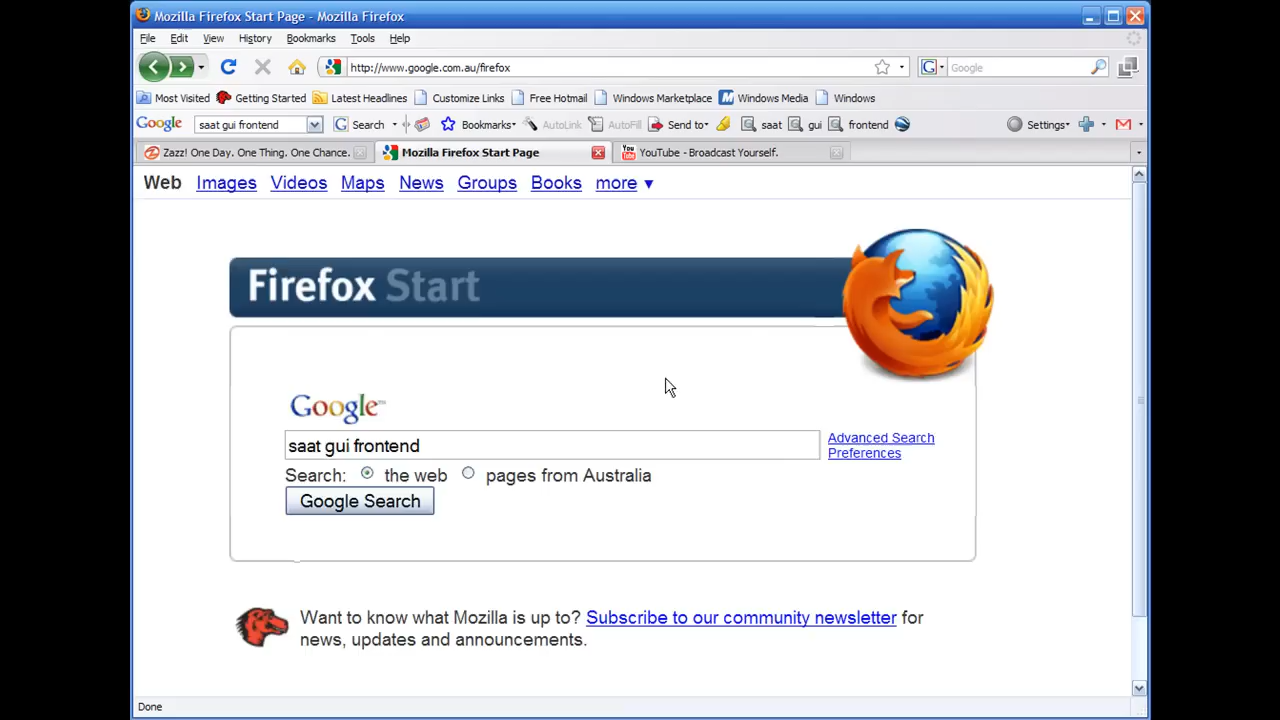 Mozilla Firefox Start Page - Mozilla Firefox
File Edit View History Bookmarks Tools Help
http://www.google.com.au/firefox G Google
Most Visited Getting Started Latest Headlines Customize Links Free Hotmail Windows Marketplace Windows Media Windows
Google saat gui frontend G Search Bookmarks AutoLink AutoFill Send to saat gui frontend Settings
Zazz! One Day. One Thing. One Chance. Mozilla Firefox Start Page You Tube YouTube - Broadcast Yourself.
Web Images Videos Maps News Groups Books more ▼
Firefox Start
Google™
saat gui frontend Advanced Search
Preferences
Search: the web pages from Australia
Google Search
Want to know what Mozilla is up to? Subscribe to our community newsletter for
news, updates and announcements.
Done